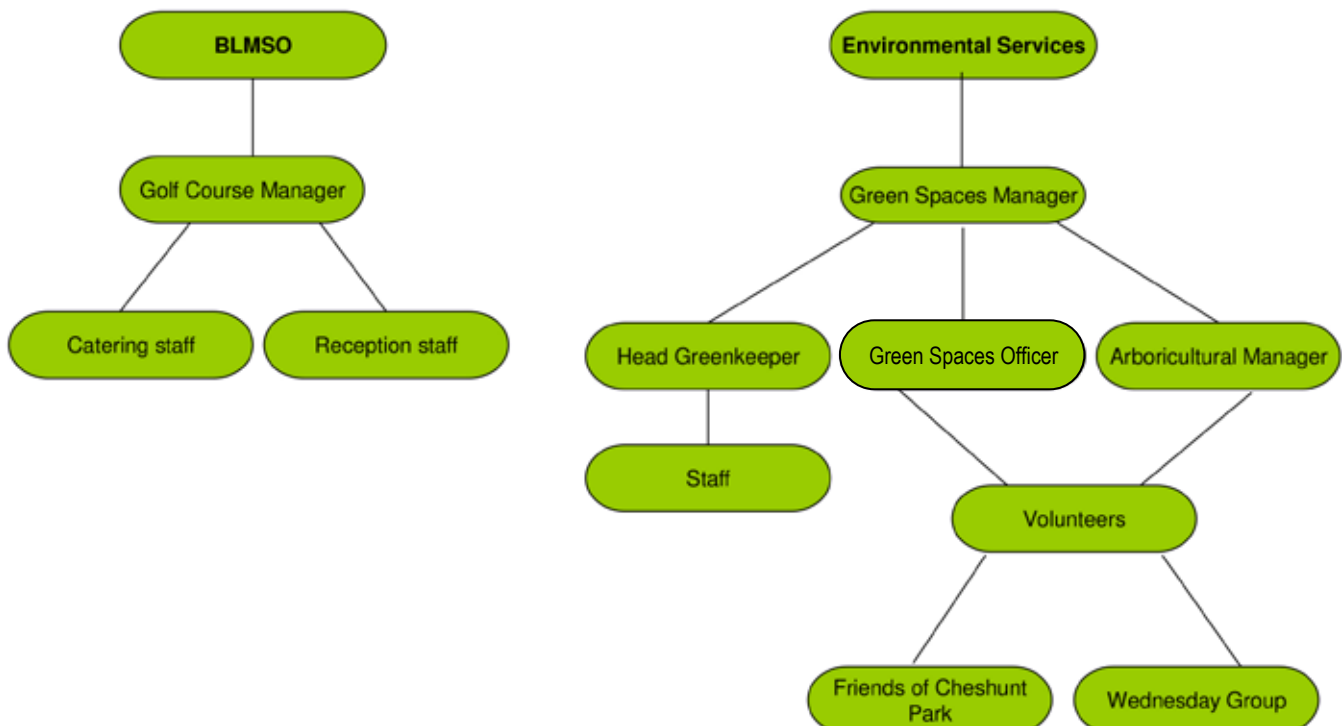 BLMSO
Environmental Services
Golf Course Manager
Green Spaces Manager
Catering staff
Reception staff
Head Greenkeeper
Green Spaces Officer
Arboricultural Manager
Staff
Volunteers
Friends of Cheshunt
Park
Wednesday Group